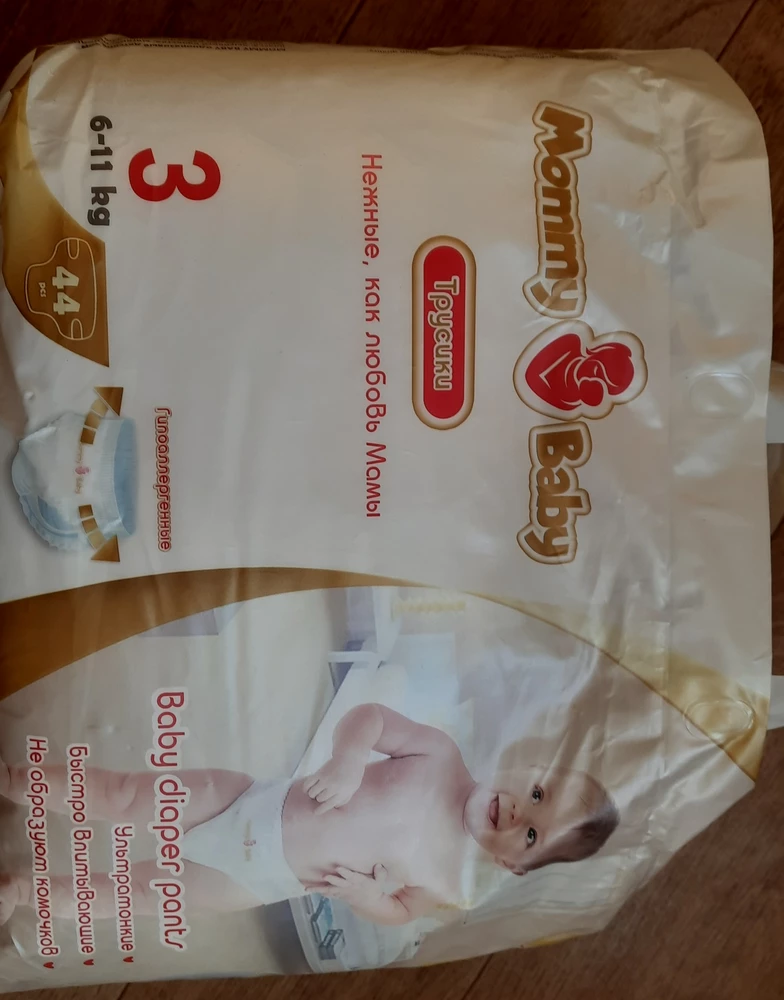 Mommy Baby
Трусики
Нежные, как любовь Мамы
3
6-11 kg
44
pcs
Гипоаллергенные
Baby diaper pants
Ультратонкие
Быстро впитывающие
Не образуют комочков